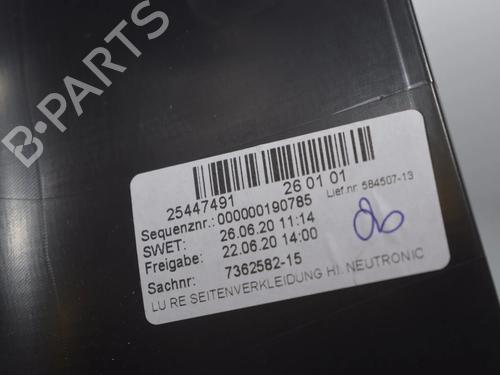 B-PARTS
25447491 26 01 01
Sequenznr.: 000000190785 Lief.nr 584507-13
SWET: 26.06.20 11:14
Freigabe: 22.06.20 14:00
Sachnr: 7362582-15
LU RE SEITENVERKLEIDUNG HI. NEUTRONIC